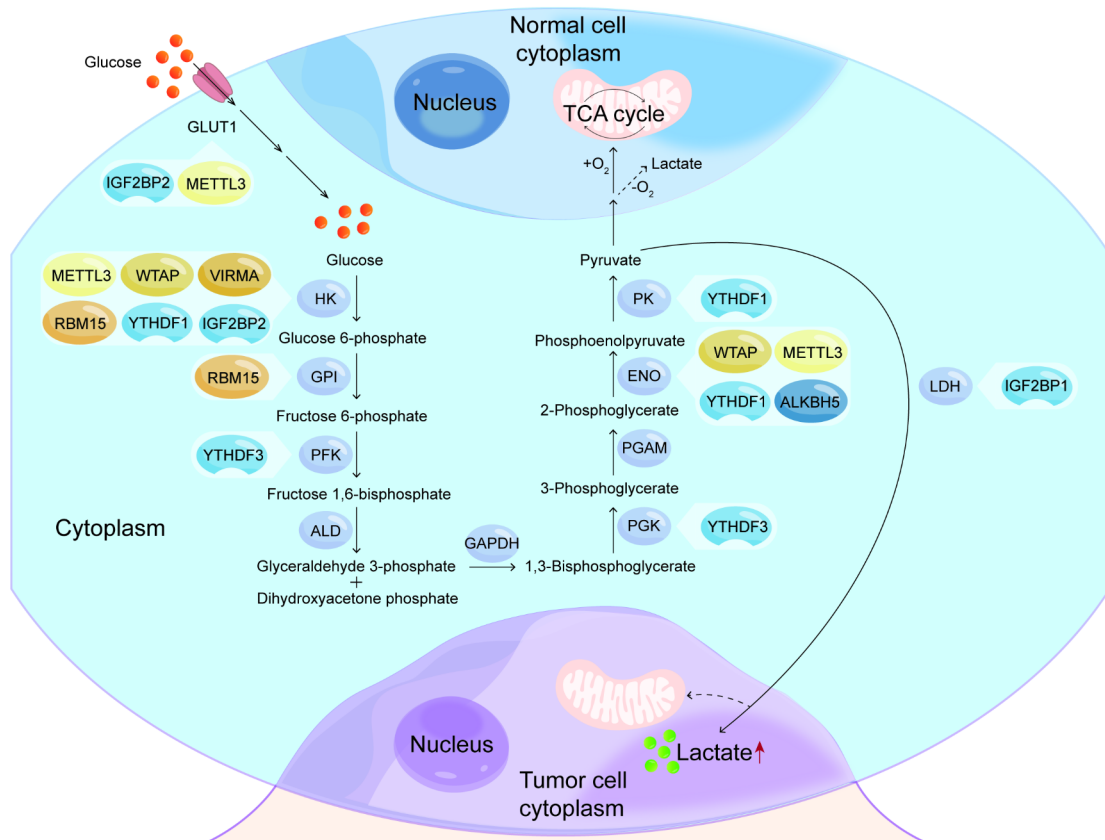 Normal cell
cytoplasm
Nucleus
TCA cycle
+O2
-O2
Lactate
Glucose
GLUT1
IGF2BP2
METTL3
Glucose
METTL3
WTAP
VIRMA
RBM15
YTHDF1
IGF2BP2
HK
Glucose 6-phosphate
RBM15
GPI
Fructose 6-phosphate
YTHDF3
PFK
Fructose 1,6-bisphosphate
ALD
Glyceraldehyde 3-phosphate
+
Dihydroxyacetone phosphate
GAPDH
1,3-Bisphosphoglycerate
PGK
YTHDF3
3-Phosphoglycerate
PGAM
2-Phosphoglycerate
ENO
WTAP
METTL3
YTHDF1
ALKBH5
Phosphoenolpyruvate
PK
YTHDF1
Pyruvate
LDH
IGF2BP1
Cytoplasm
Nucleus
Lactate
Tumor cell
cytoplasm